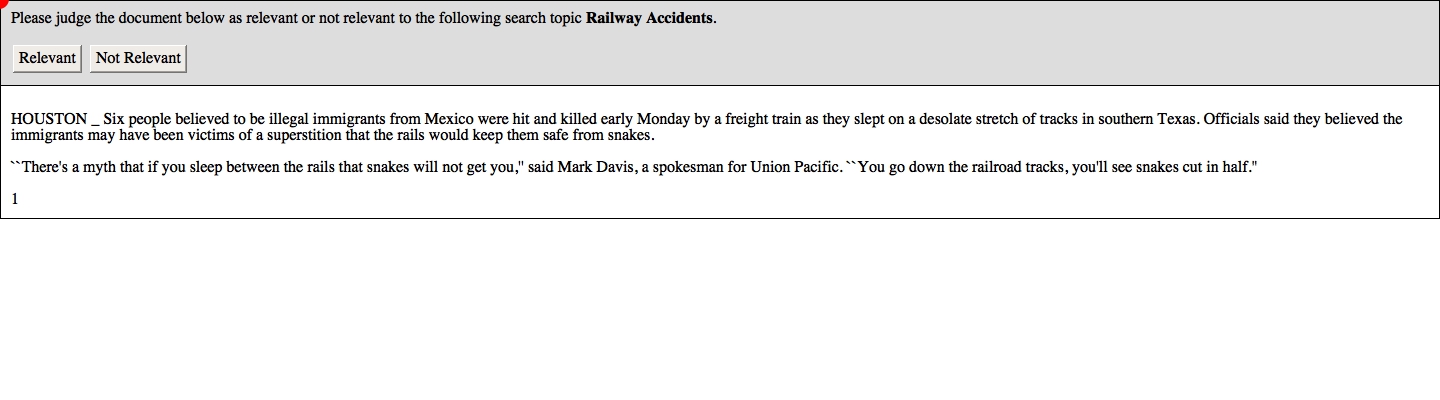 Please judge the document below as relevant or not relevant to the following search topic Railway Accidents.
Relevant Not Relevant
HOUSTON _ Six people believed to be illegal immigrants from Mexico were hit and killed early Monday by a freight train as they slept on a desolate stretch of tracks in southern Texas. Officials said they believed the
immigrants may have been victims of a superstition that the rails would keep them safe from snakes.
``There's a myth that if you sleep between the rails that snakes will not get you,'' said Mark Davis, a spokesman for Union Pacific. ``You go down the railroad tracks, you'll see snakes cut in half.''
1